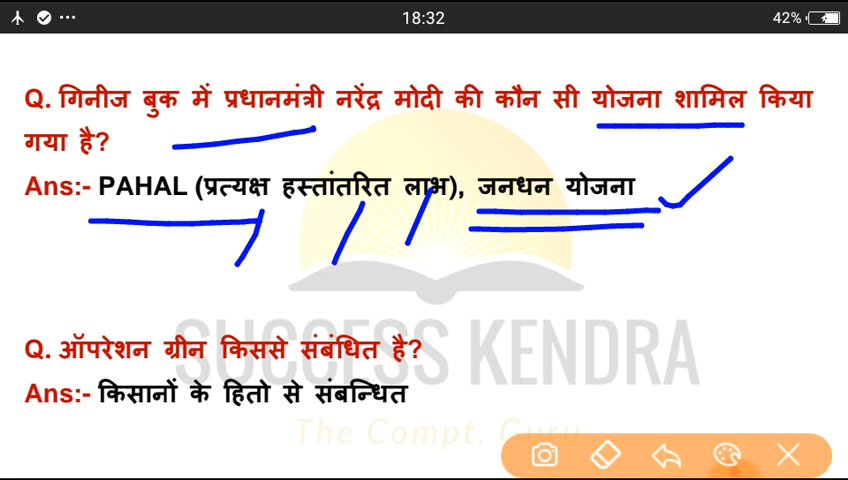 18:32
42%
Q. गिनीज बुक में प्रधानमंत्री नरेंद्र मोदी की कौन सी योजना शामिल किया
गया है?
Ans:- PAHAL (प्रत्यक्ष हस्तांतरित लाभ), जनधन योजना
Q. ऑपरेशन ग्रीन किससे संबंधित है?
SUCCESS KENDRA
Ans:- किसानों के हितो से संबन्धित
The Compt. Guru